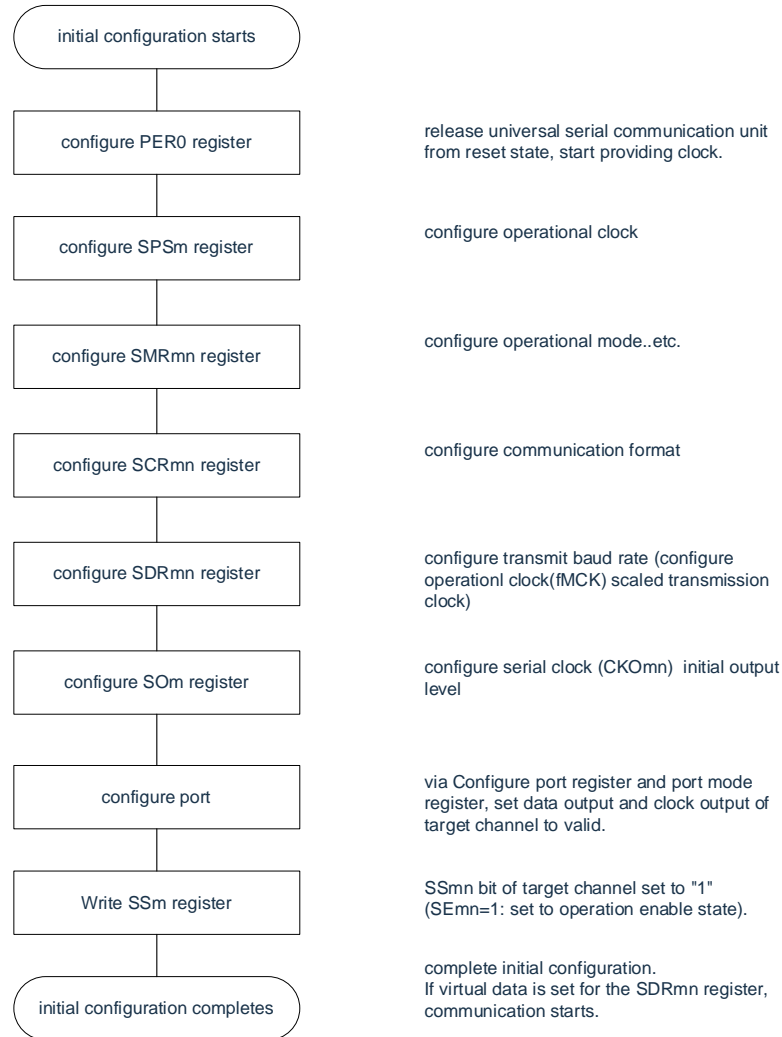 initial configuration starts
configure PER0 register
release universal serial communication unit
from reset state, start providing clock.
configure SPSm register
configure operational clock
configure SMRmn register
configure operational mode..etc.
configure SCRmn register
configure communication format
configure SDRmn register
configure transmit baud rate (configure
operationl clock(fMCK) scaled transmission
clock)
configure SOm register
configure serial clock (CKOmn)  initial output
level
configure port
via Configure port register and port mode
register, set data output and clock output of
target channel to valid.
Write SSm register
SSmn bit of target channel set to "1"
(SEmn=1: set to operation enable state).
initial configuration completes
complete initial configuration.
If virtual data is set for the SDRmn register,
communication starts.